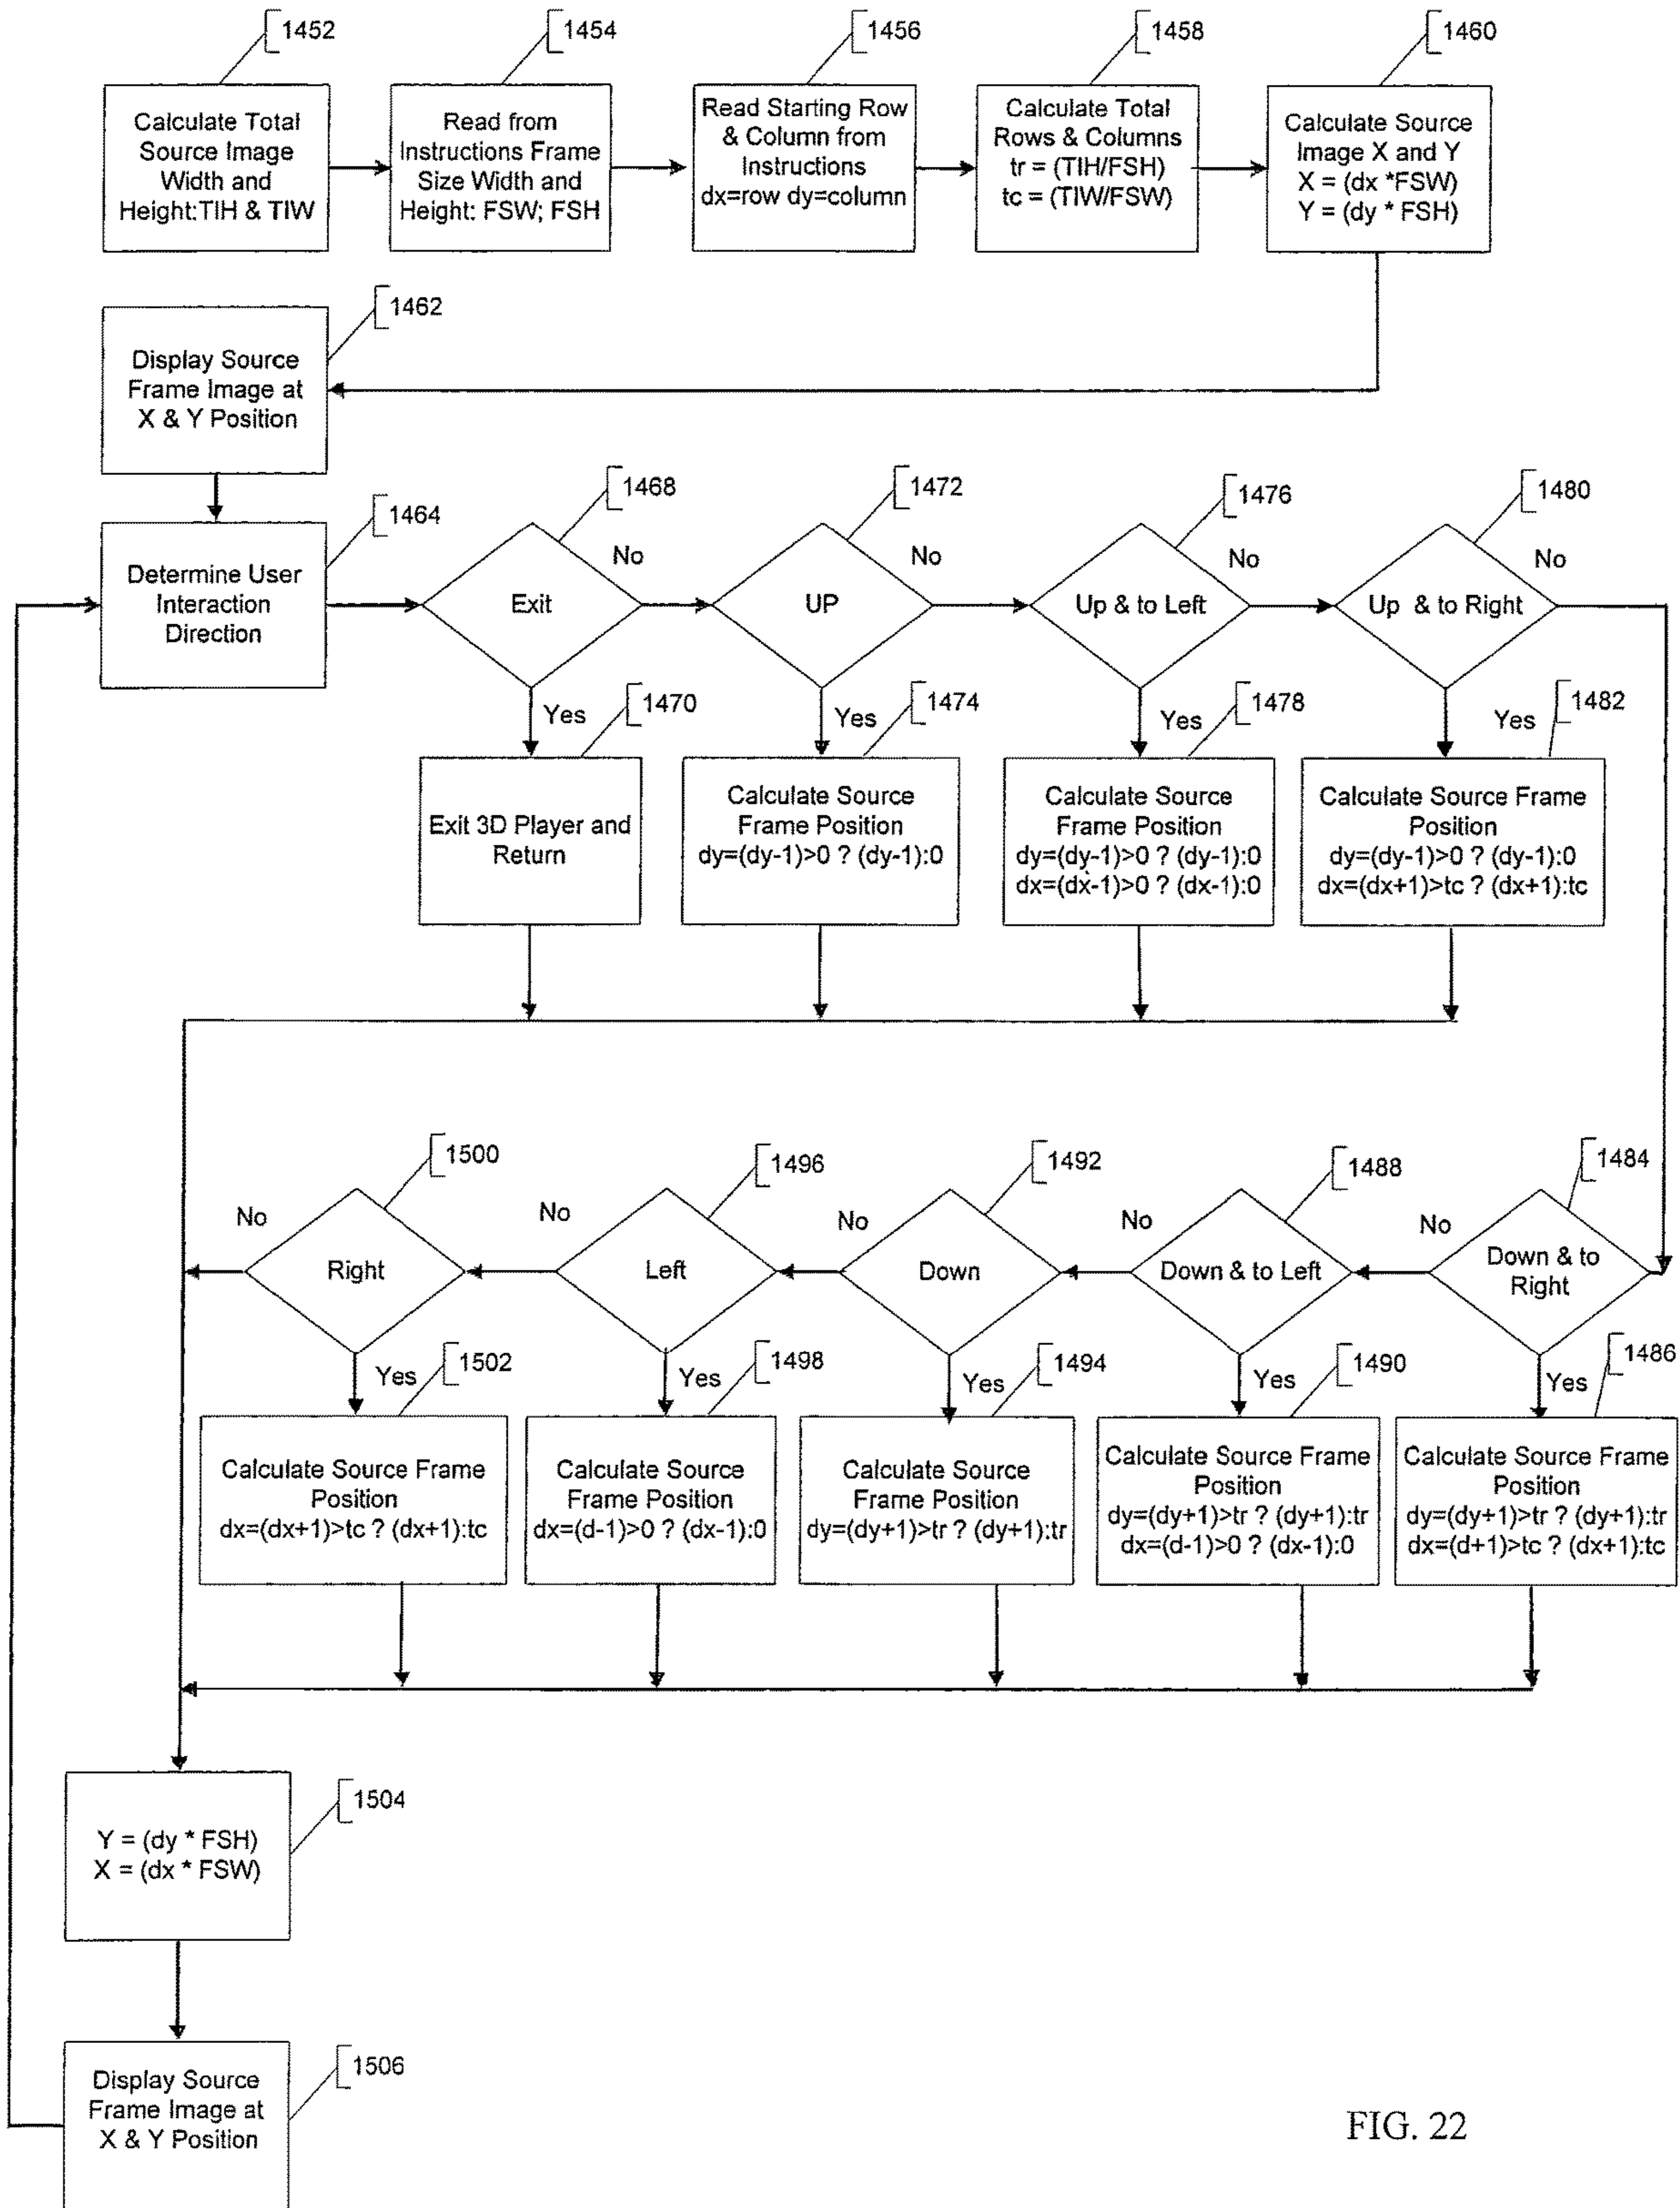 1452
Calculate Total
Source Image
Width and
Height:TIH & TIW
1454
Read from
Instructions Frame
Size Width and
Height: FSW; FSH
1456
Read Starting Row
& Column from
Instructions
dx=row dy=column
1458
Calculate Total
Rows & Columns
tr = (TIH/FSH)
tc = (TIW/FSW)
1460
Calculate Source
Image X and Y
X = (dx *FSW)
Y = (dy * FSH)
1462
Display Source
Frame Image at
X & Y Position
1464
Determine User
Interaction
Direction
1468
Exit
No
Yes
1470
Exit 3D Player and
Return
1472
UP
No
Yes
1474
Calculate Source
Frame Position
dy=(dy-1)>0 ? (dy-1):0
1476
Up & to Left
No
Yes
1478
Calculate Source
Frame Position
dy=(dy-1)>0 ? (dy-1):0
dx=(dx-1)>0 ? (dx-1):0
1480
Up & to Right
No
Yes
1482
Calculate Source Frame
Position
dy=(dy-1)>0 ? (dy-1):0
dx=(dx+1)>tc ? (dx+1):tc
1484
Down & to
Right
No
Yes
1486
Calculate Source Frame
Position
dy=(dy+1)>tr ? (dy+1):tr
dx=(d+1)>tc ? (dx+1):tc
1488
Down & to Left
No
Yes
1490
Calculate Source Frame
Position
dy=(dy+1)>tr ? (dy+1):tr
dx=(d-1)>0 ? (dx-1):0
1492
Down
No
Yes
1494
Calculate Source
Frame Position
dy=(dy+1)>tr ? (dy+1):tr
1496
Left
No
Yes
1498
Calculate Source
Frame Position
dx=(d-1)>0 ? (dx-1):0
1500
Right
No
Yes
1502
Calculate Source Frame
Position
dx=(dx+1)>tc ? (dx+1):tc
1504
Y = (dy * FSH)
X = (dx * FSW)
1506
Display Source
Frame Image at
X & Y Position
FIG. 22